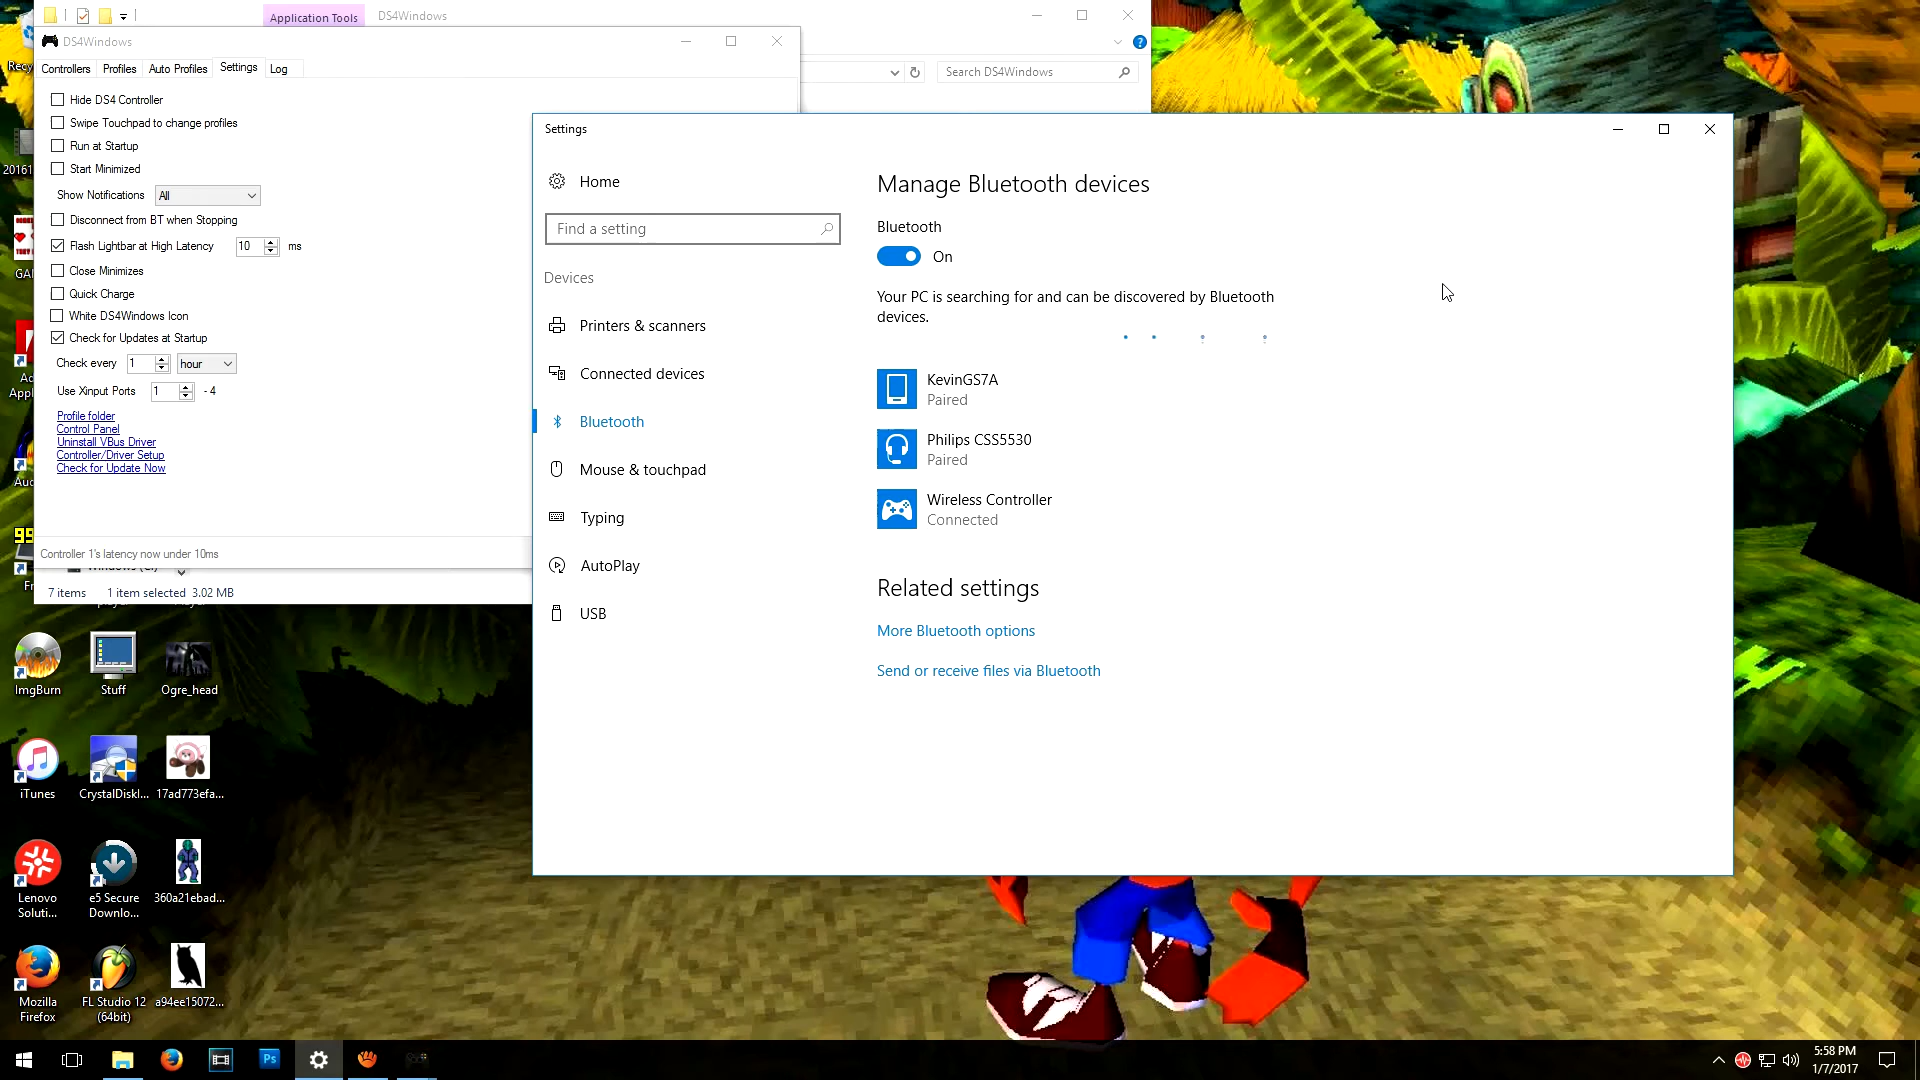 Application Tools
DS4Windows
DS4Windows
Controllers
Profiles
Auto Profiles
Settings
Log
Search DS4Windows
Hide DS4 Controller
Swipe Touchpad to change profiles
Run at Startup
Start Minimized
Show Notifications
All
Disconnect from BT when Stopping
Flash Lightbar at High Latency
10
ms
Close Minimizes
Quick Charge
White DS4Windows Icon
Check for Updates at Startup
Check every
1
hour
Use Xinput Ports
1
- 4
Profile folder
Control Panel
Uninstall VBus Driver
Controller/Driver Setup
Check for Update Now
Controller 1's latency now under 10ms
7 items
1 item selected 3.02 MB
Settings
Home
Find a setting
Devices
Printers & scanners
Connected devices
Bluetooth
Mouse & touchpad
Typing
AutoPlay
USB
Manage Bluetooth devices
Bluetooth
On
Your PC is searching for and can be discovered by Bluetooth
devices.
KevinGS7A
Paired
Philips CSS5530
Paired
Wireless Controller
Connected
Related settings
More Bluetooth options
Send or receive files via Bluetooth
ImgBurn
Stuff
Ogre_head
iTunes
CrystalDiskI...
17ad773efa...
Lenovo
Soluti...
e5 Secure
Downlo...
360a21ebad...
Mozilla
Firefox
FL Studio 12
(64bit)
a94ee15072...
Ps
5:58 PM
1/7/2017